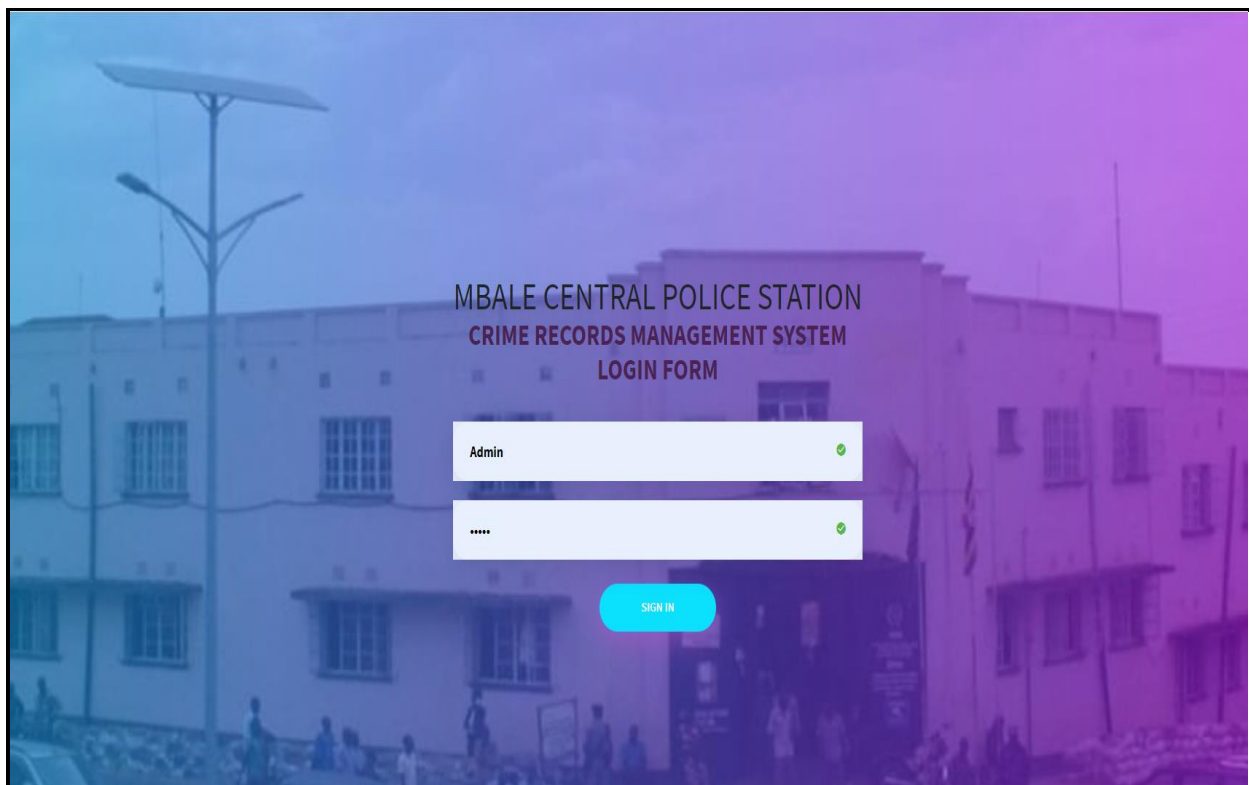 MBALE CENTRAL POLICE STATION
CRIME RECORDS MANAGEMENT SYSTEM
LOGIN FORM
Admin
•••••
SIGN IN